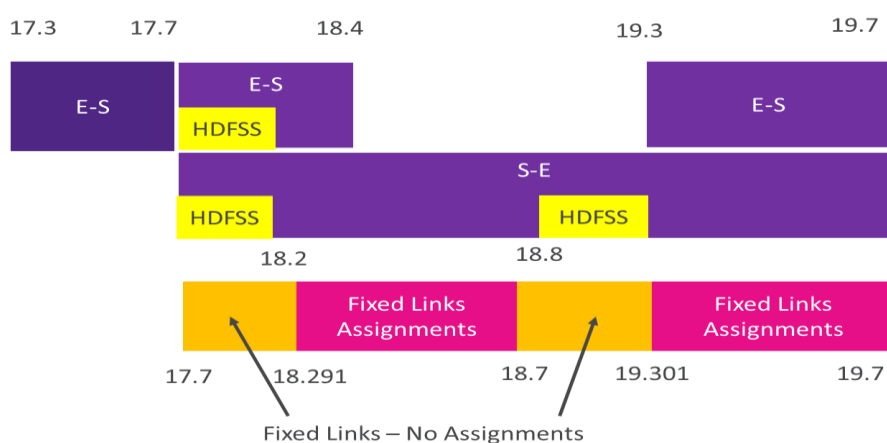 17.3 17.7 18.4 19.3 19.7
E-S
E-S
E-S
HDFSS
S-E
HDFSS
HDFSS
18.2 18.8
Fixed Links
Assignments
Fixed Links
Assignments
17.7 18.291 18.7 19.301 19.7
Fixed Links – No Assignments